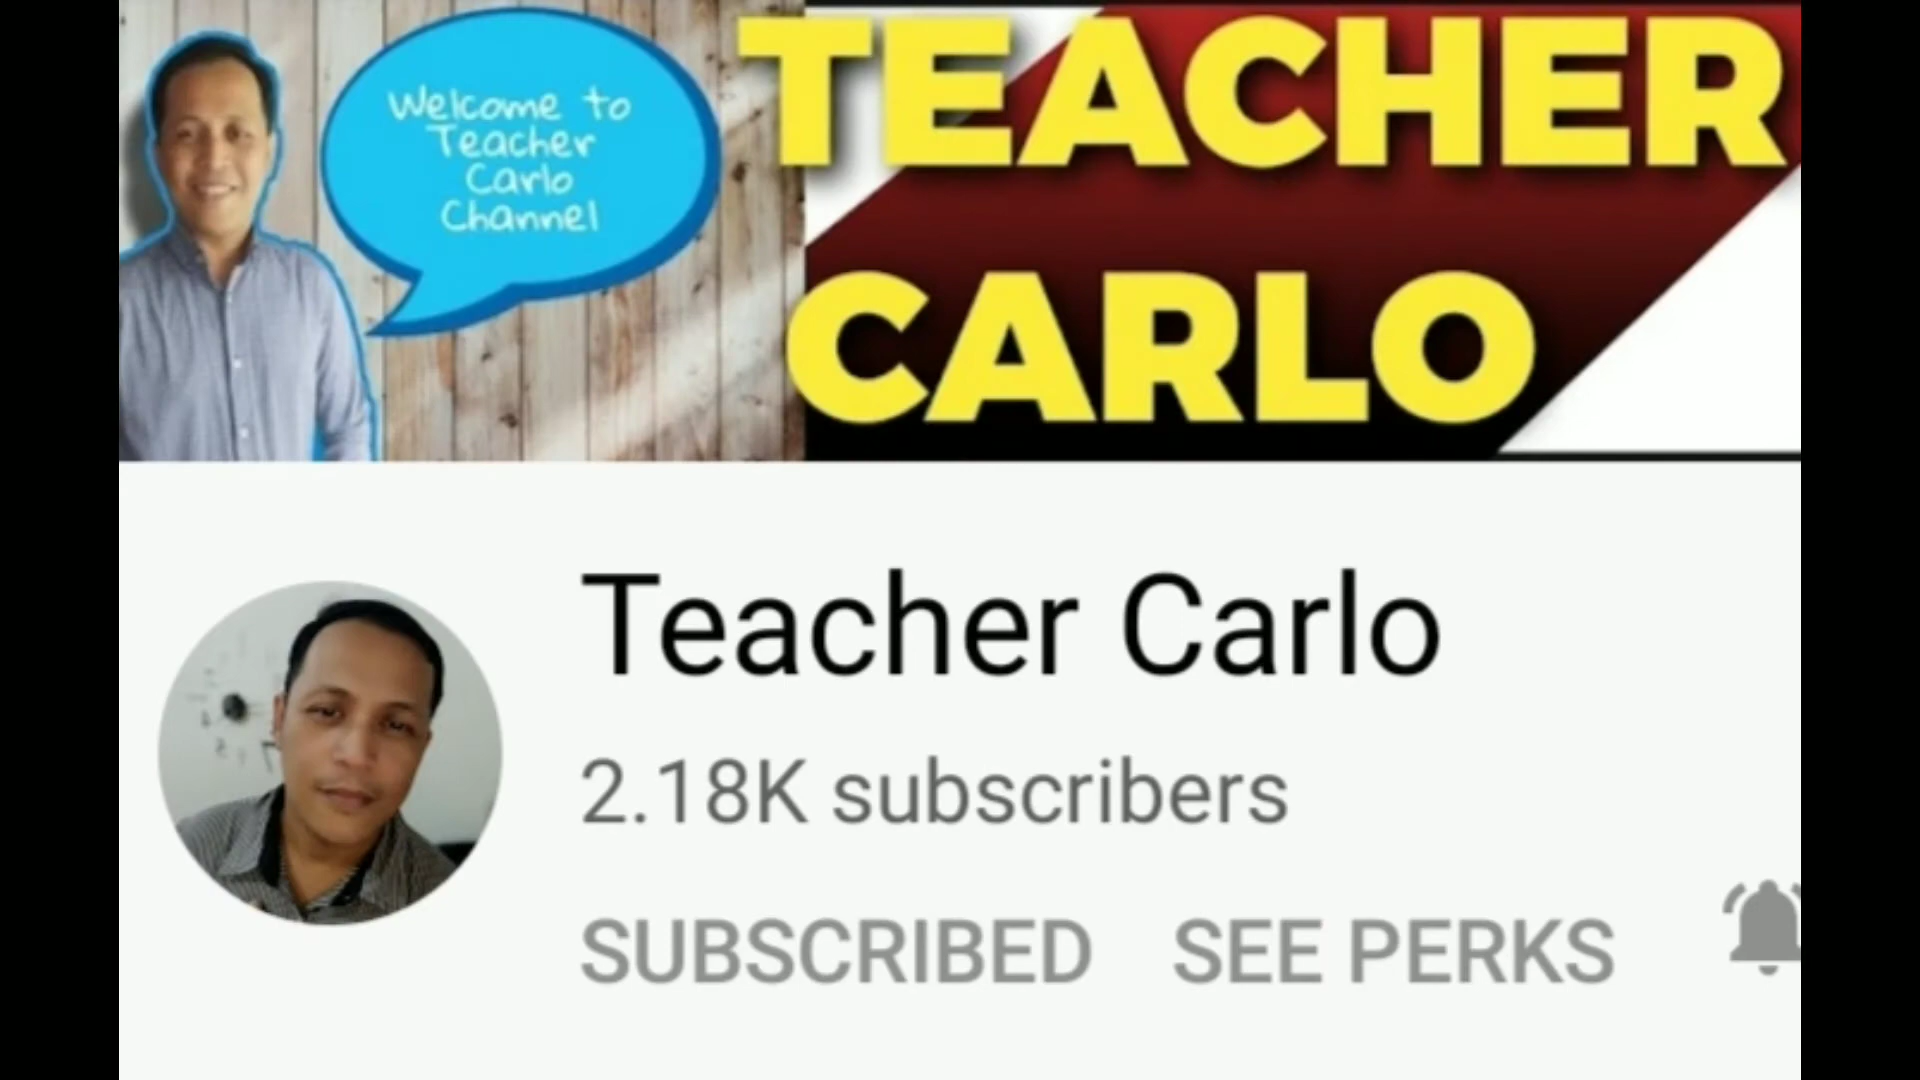 Welcome to
Teacher
Carlo
Channel
TEACHER
CARLO
Teacher Carlo
2.18K subscribers
SUBSCRIBED SEE PERKS